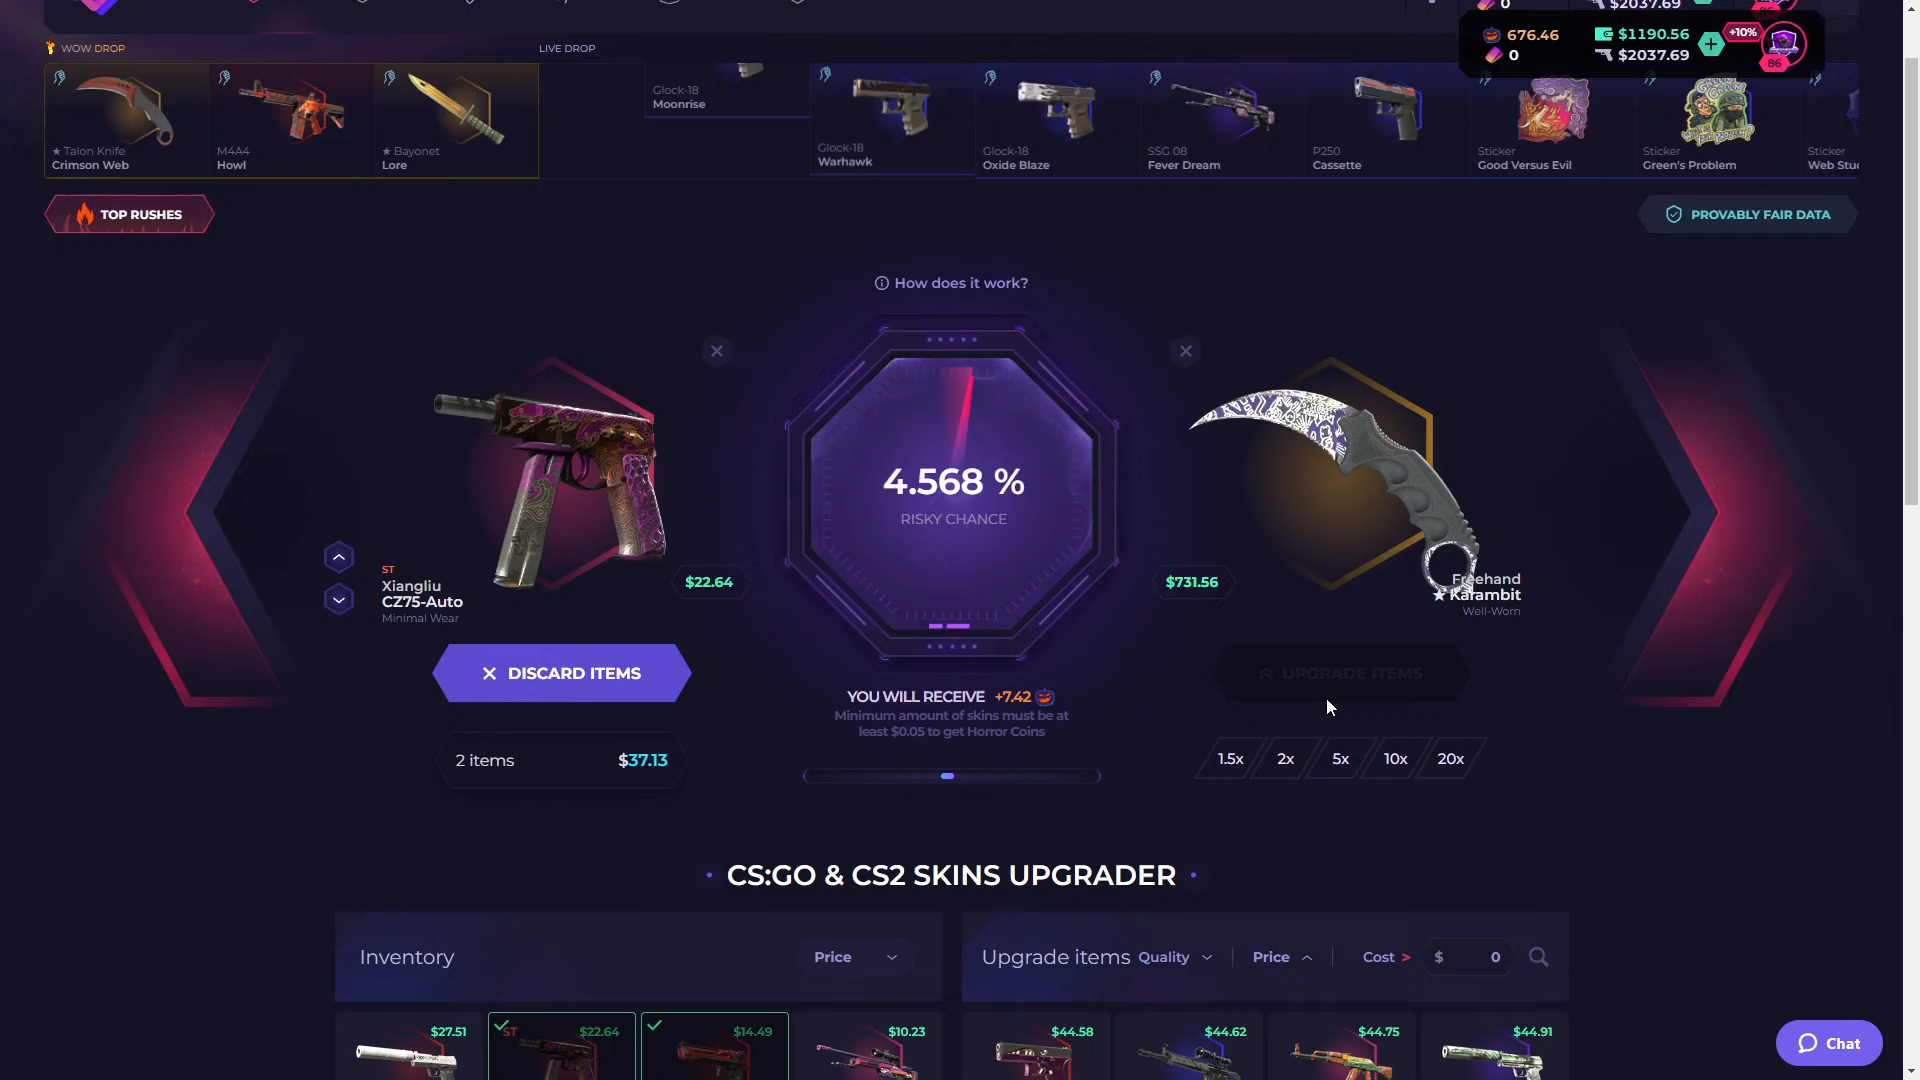 0
$2037.69
86
676.46
$1190.56
+10%
0
$2037.69
86
WOW DROP
LIVE DROP
★ Talon Knife
Crimson Web
M4A4
Howl
★ Bayonet
Lore
Glock-18
Moonrise
Glock-18
Warhawk
Glock-18
Oxide Blaze
SSG 08
Fever Dream
P250
Cassette
Sticker
Good Versus Evil
Sticker
Green's Problem
Sticker
TOP RUSHES
PROVABLY FAIR DATA
How does it work?
4.568 %
RISKY CHANCE
ST
Xiangliu
CZ75-Auto
Minimal Wear
$22.64
$731.56
Freehand
★ Karambit
Well-Worn
DISCARD ITEMS
UPGRADE ITEMS
YOU WILL RECEIVE +7.42
Minimum amount of skins must be at
least $0.05 to get Horror Coins
2 items $37.13
1.5x 2x 5x 10x 20x
CS:GO & CS2 SKINS UPGRADER
Inventory
Price
Upgrade items
Quality
Price
Cost >
$ 0
$27.51
ST
$22.64
$14.49
$10.23
$44.58
$44.62
$44.75
$44.91
Chat